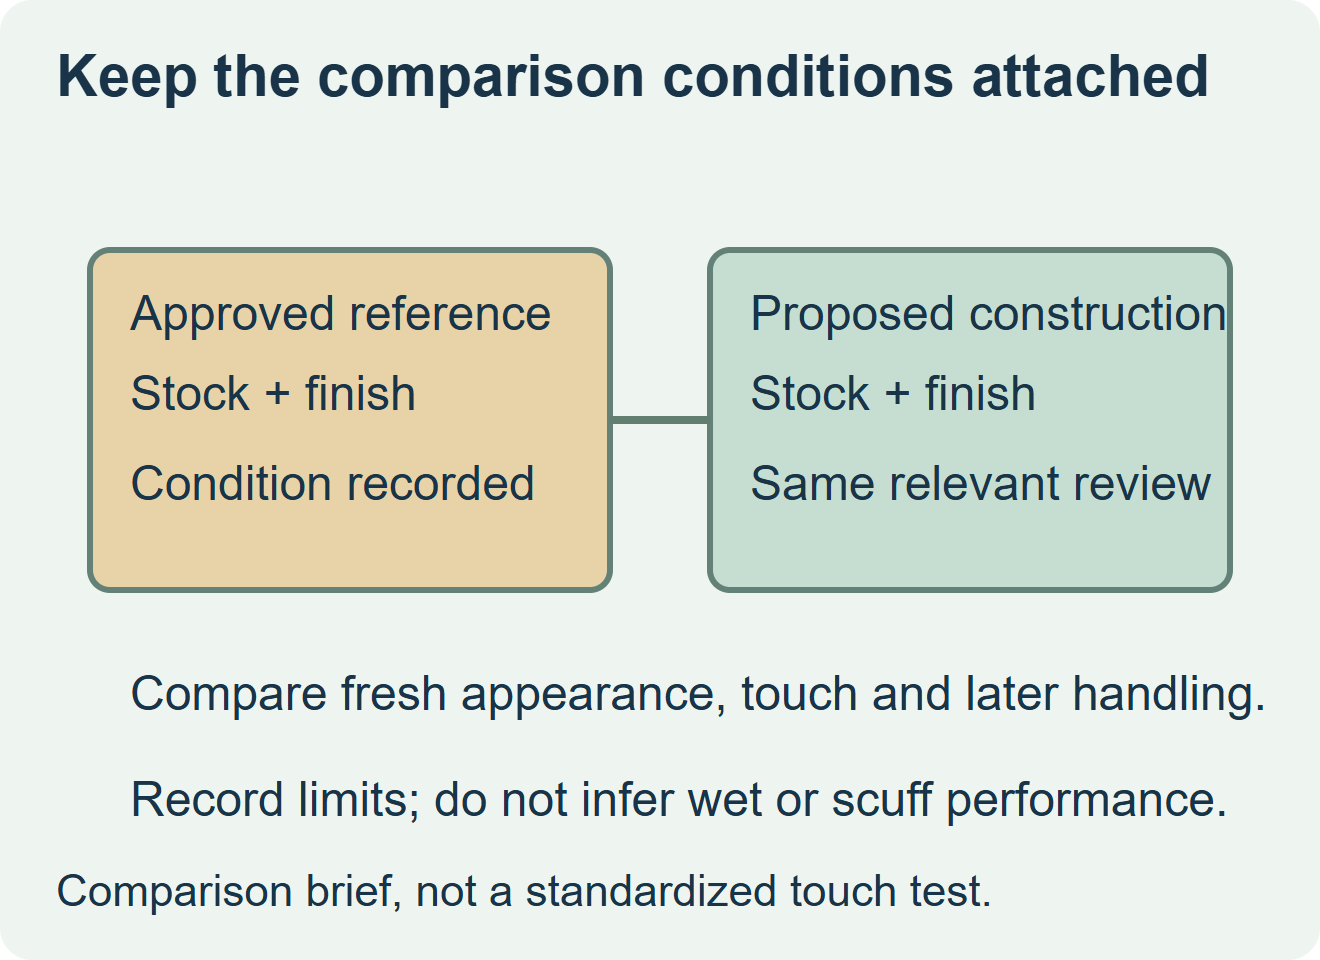 Keep the comparison conditions attached
Approved reference
Stock + finish
Condition recorded
Proposed construction
Stock + finish
Same relevant review
Compare fresh appearance, touch and later handling.
Record limits; do not infer wet or scuff performance.
Comparison brief, not a standardized touch test.